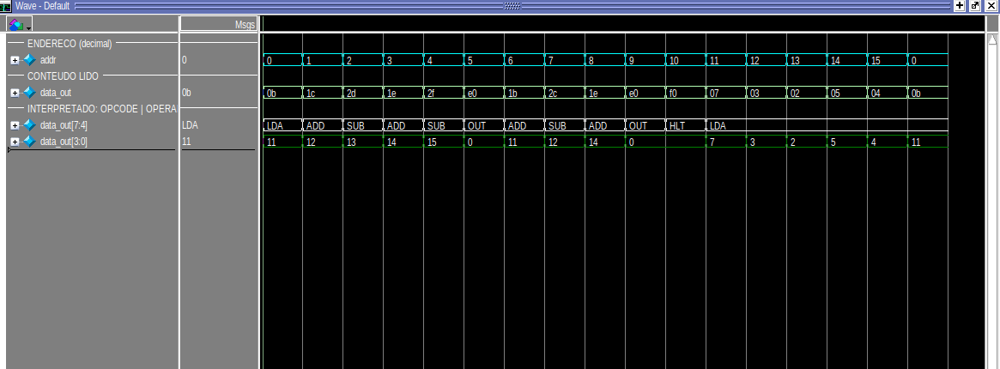 Wave - Default
Msgs
ENDERECO (decimal)
addr 0 0 1 2 3 4 5 6 7 8 9 10 11 12 13 14 15 0
CONTEUDO LIDO
data_out 0b 0b 1c 2d 1e 2f e0 1b 2c 1e e0 f0 07 03 02 05 04 0b
INTERPRETADO: OPCODE | OPERA
data_out[7:4] LDA LDA ADD SUB ADD SUB OUT ADD SUB ADD OUT HLT LDA
data_out[3:0] 11 11 12 13 14 15 0 11 12 14 0 7 3 2 5 4 11